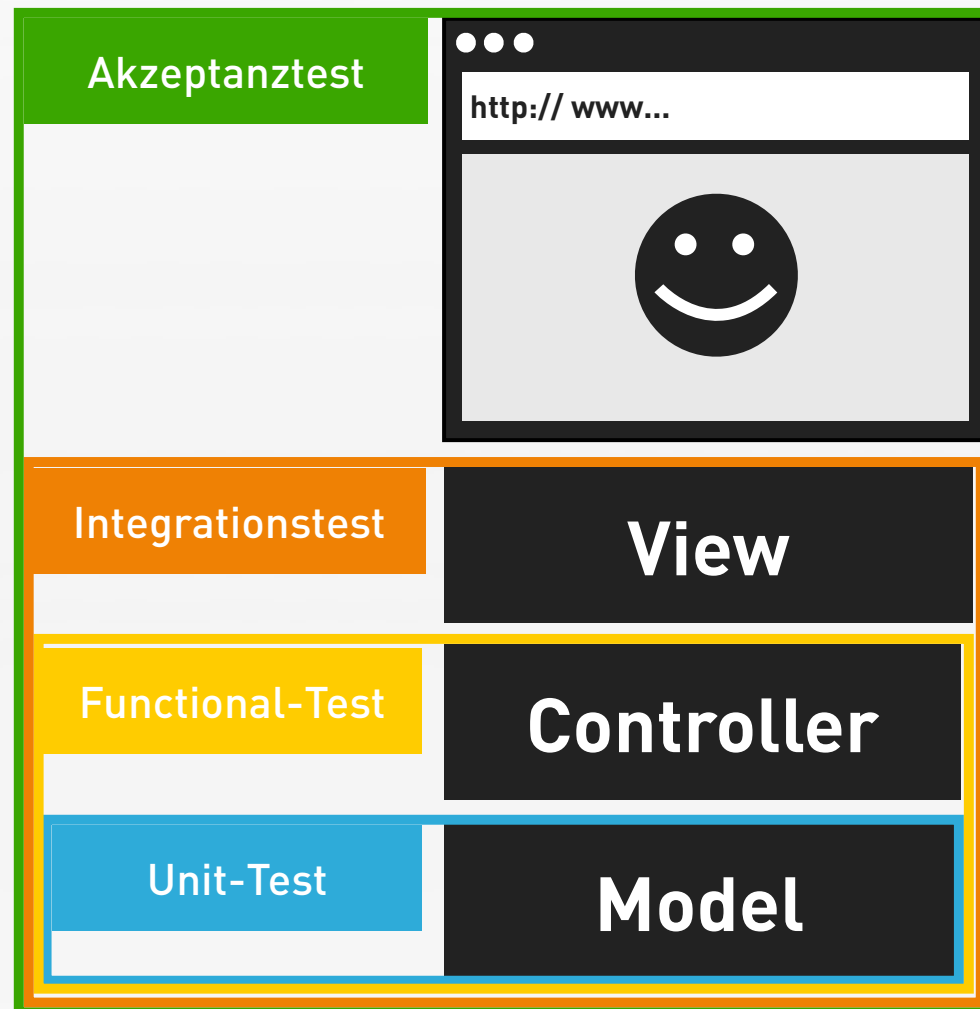 Akzeptanztest
http:// www...
Integrationstest
View
Functional-Test
Controller
Unit-Test
Model